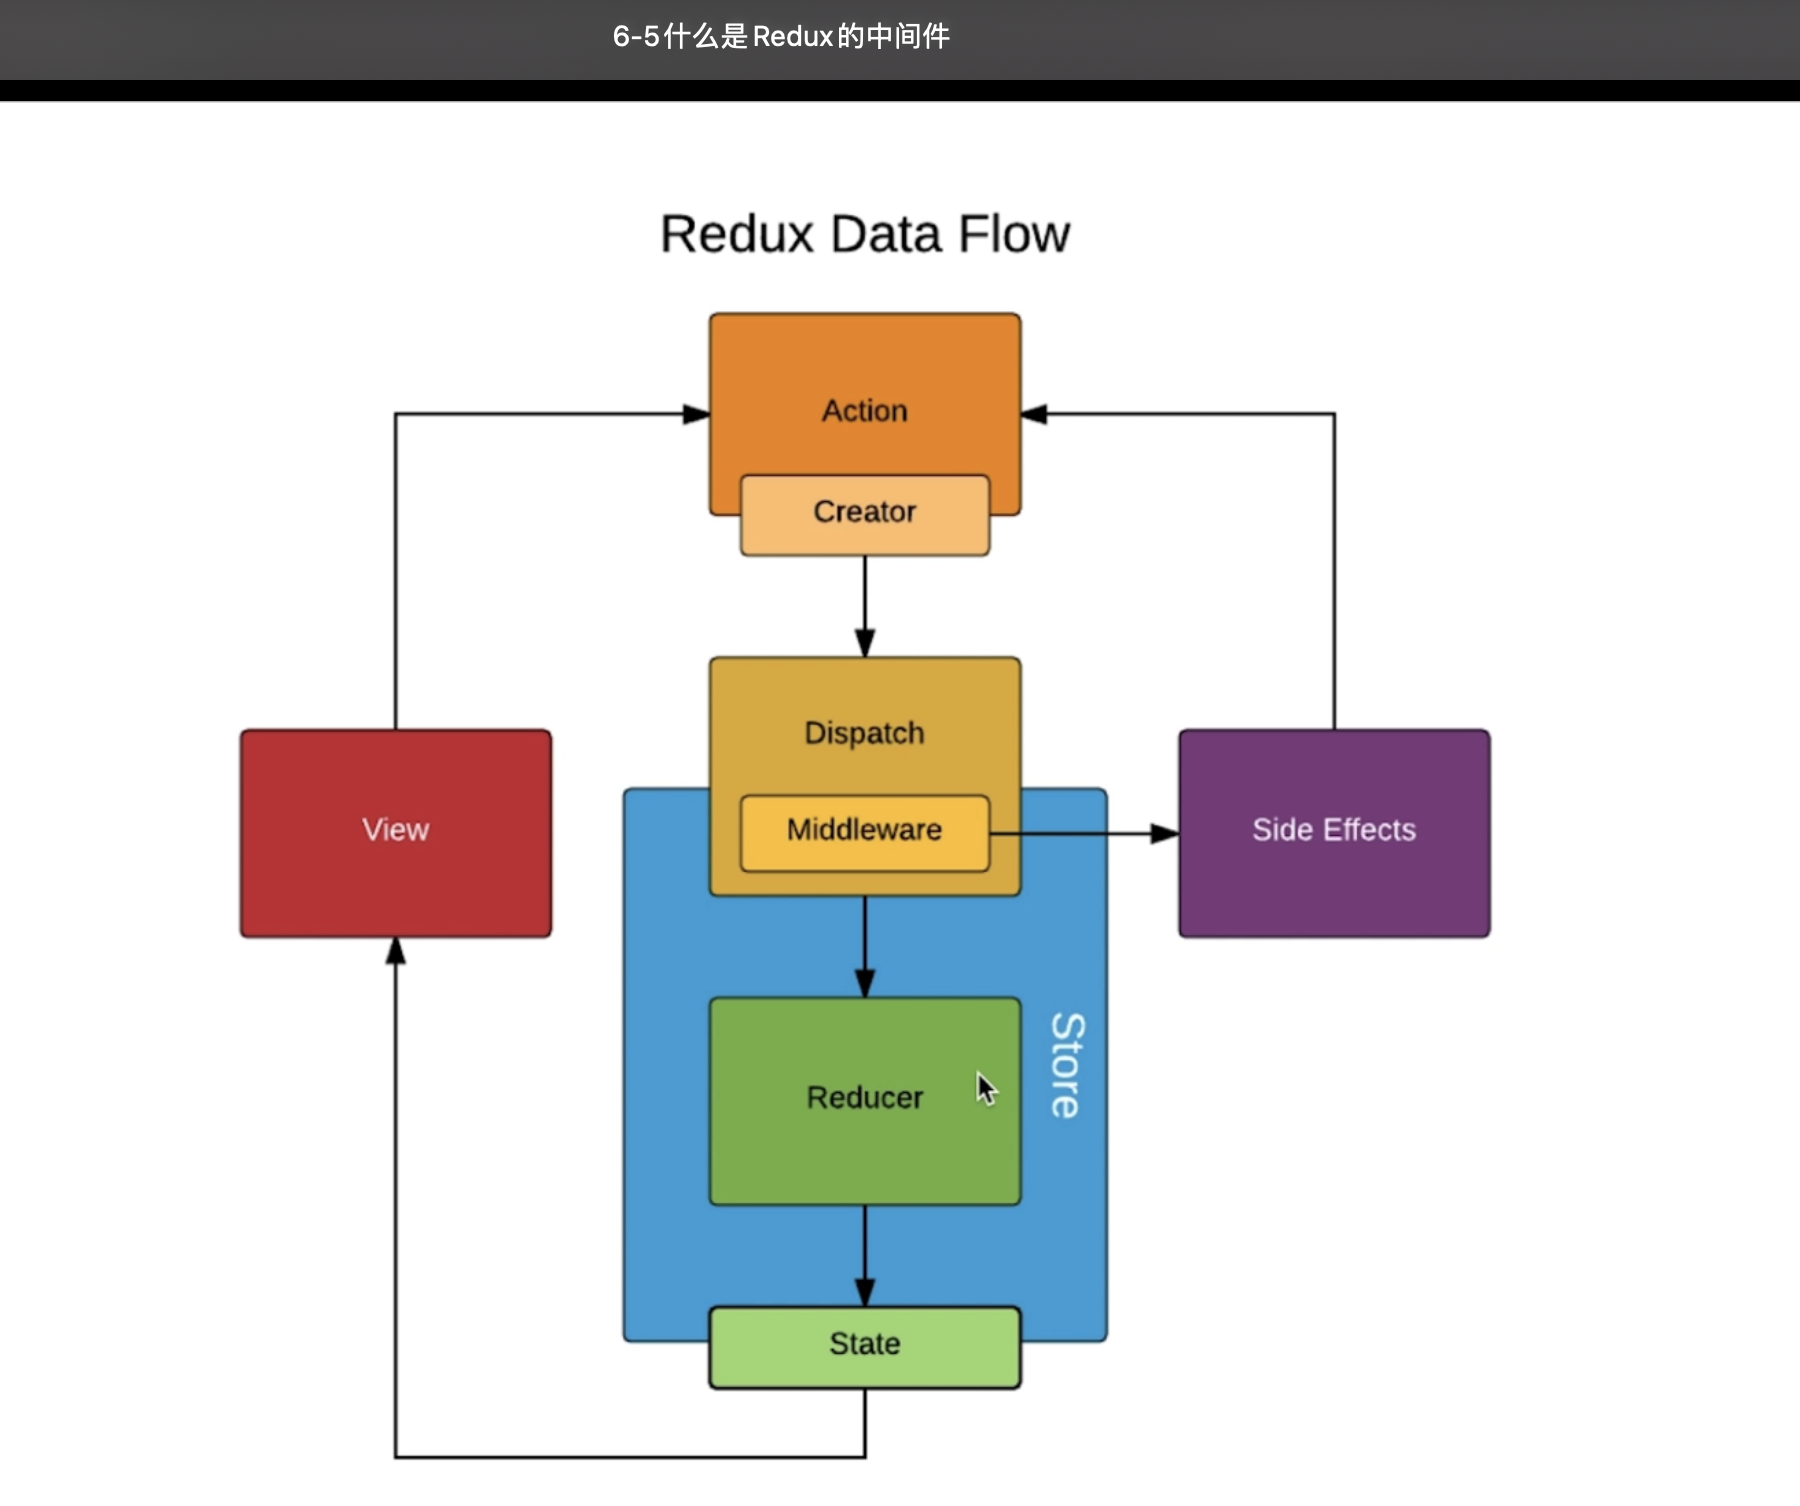 6-5什么是Redux的中间件
Redux Data Flow
Action
Creator
Dispatch
Middleware
View
Side Effects
Store
Reducer
State